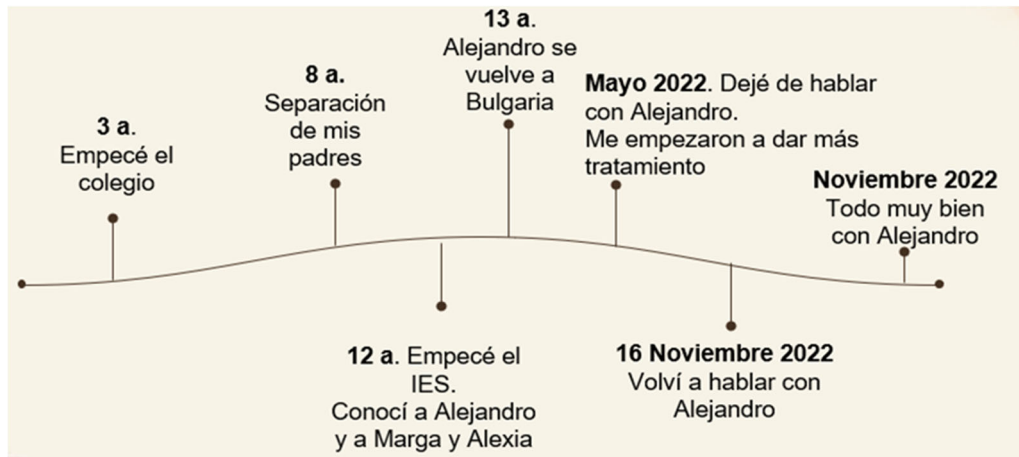 3 a.
Empecé el
colegio
8 a.
Separación
de mis
padres
12 a. Empecé el
IES.
Conocí a Alejandro
y a Marga y Alexia
13 a.
Alejandro se
vuelve a
Bulgaria
Mayo 2022. Dejé de hablar
con Alejandro.
Me empezaron a dar más
tratamiento
16 Noviembre 2022
Volví a hablar con
Alejandro
Noviembre 2022
Todo muy bien
con Alejandro